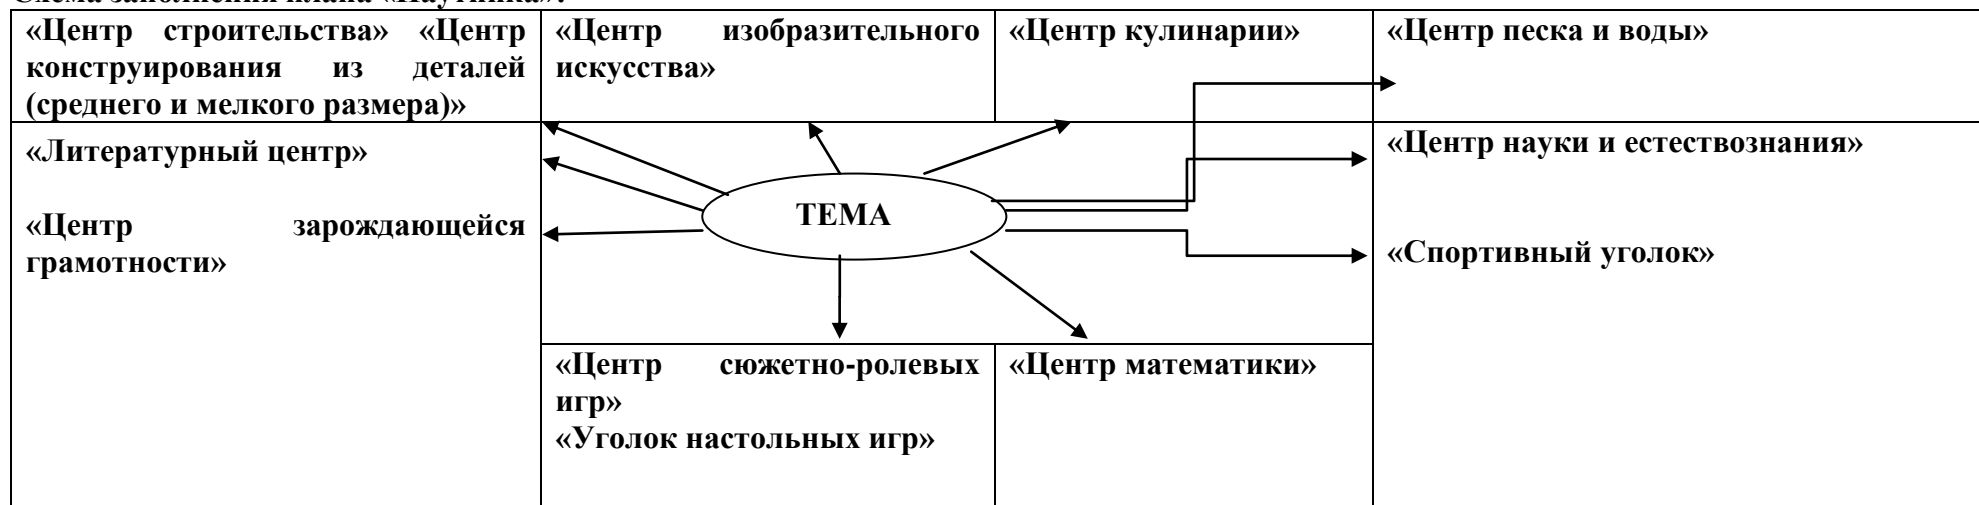 «Центр строительства» «Центр
конструирования из деталей
(среднего и мелкого размера)»
«Центр изобразительного
искусства»
«Центр кулинарии»
«Центр песка и воды»
«Литературный центр»
«Центр зарождающейся
грамотности»
ТЕМА
«Центр науки и естествознания»
«Спортивный уголок»
«Центр сюжетно-ролевых
игр»
«Уголок настольных игр»
«Центр математики»